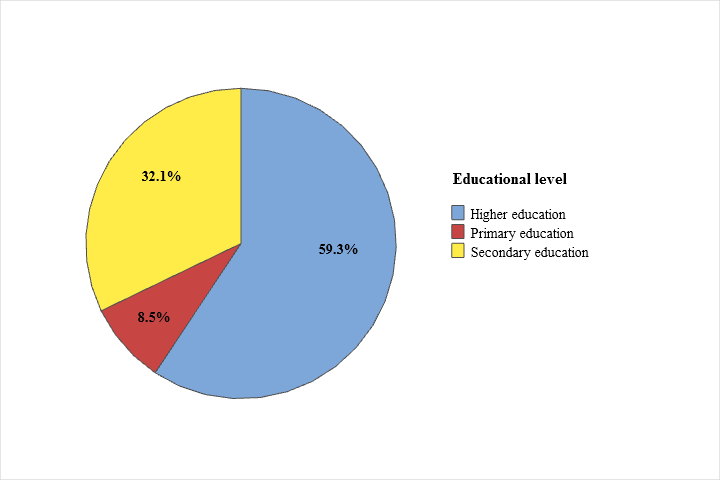 32.1%
59.3%
8.5%
Educational level
Higher education
Primary education
Secondary education